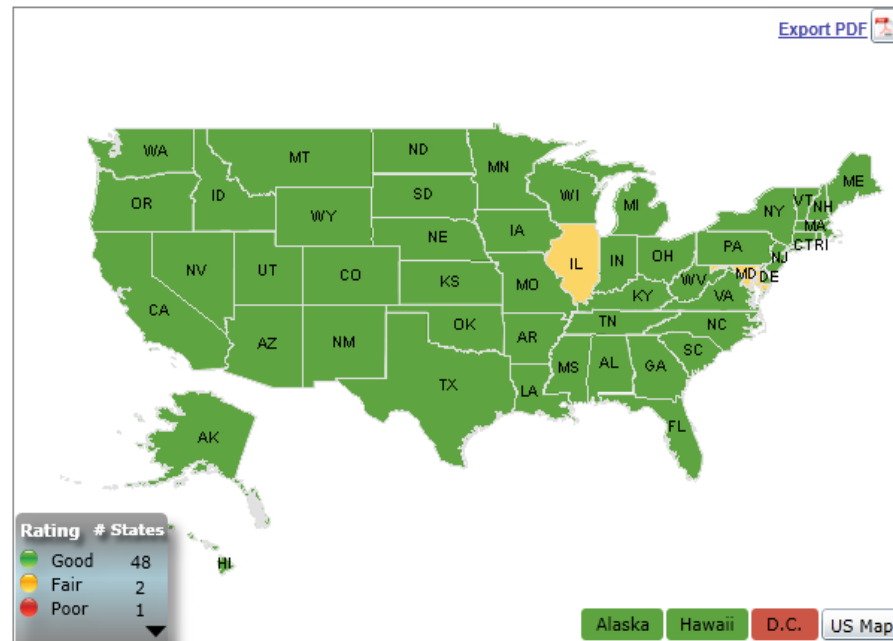 Export PDF
WA
MT
ND
MN
ME
OR
ID
SD
WI
MI
VT
NH
NY
WY
MA
IA
NE
PA
CT RI
NV
UT
CO
IL
IN
OH
NJ
MD DE
KS
MO
WV
VA
KY
CA
OK
TN
NC
AZ
NM
AR
SC
MS
AL
GA
TX
LA
FL
AK
HI
Rating # States
Good 48
Fair 2
Poor 1
Alaska Hawaii D.C. US Map